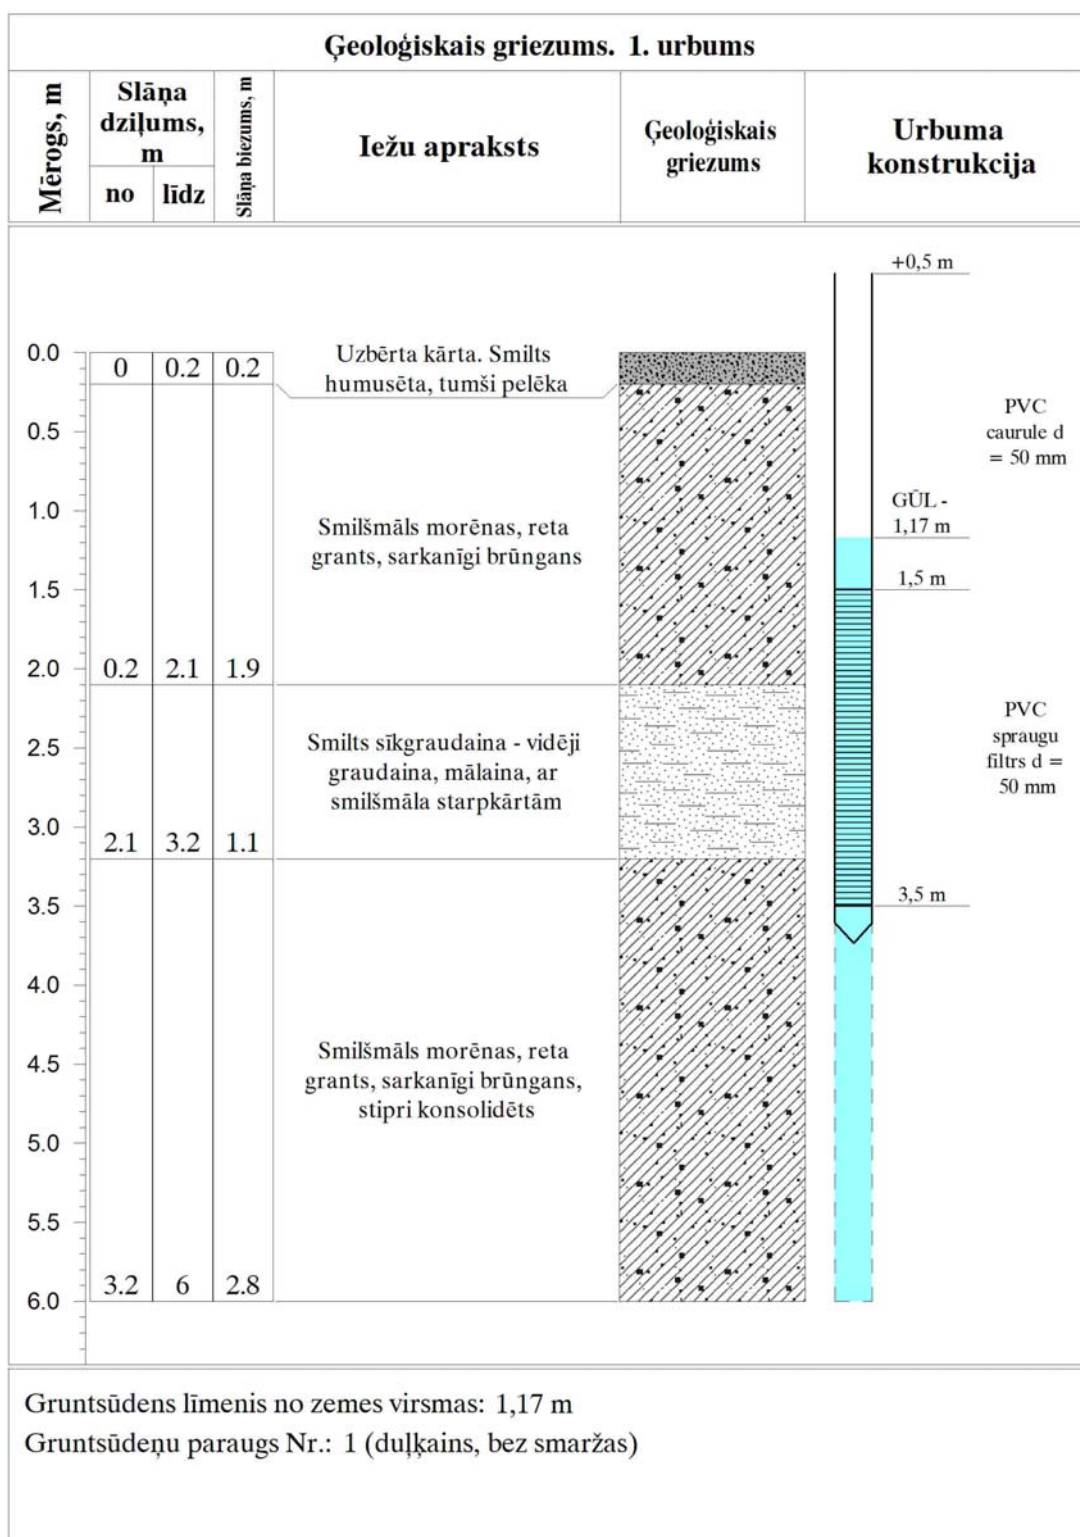 Ģeoloģiskais griezums. 1. urbums
Mērogs, m
Slāņa
dziļums,
m
no
līdz
Slāņa biezums, m
Iežu apraksts
Ģeoloģiskais
griezums
Urbuma
konstrukcija
+0,5 m
0.0
0 0.2 0.2
Uzbērta kārta. Smilts
humusēta, tumši pelēka
0.5
PVC
caurule d
= 50 mm
1.0
Smilšmāls morēnas, reta
grants, sarkanīgi brūngans
GŪL -
1,17 m
1.5
1,5 m
2.0
0.2 2.1 1.9
2.5
Smilts sīkgraudaina - vidēji
graudaina, mālaina, ar
smilšmāla starpkārtām
PVC
spraugu
filtrs d =
50 mm
3.0
2.1 3.2 1.1
3.5
3,5 m
4.0
4.5
Smilšmāls morēnas, reta
grants, sarkanīgi brūngans,
stipri konsolidēts
5.0
5.5
3.2 6 2.8
6.0
Gruntsūdens līmenis no zemes virsmas: 1,17 m
Gruntsūdeņu paraugs Nr.: 1 (duļķains, bez smaržas)